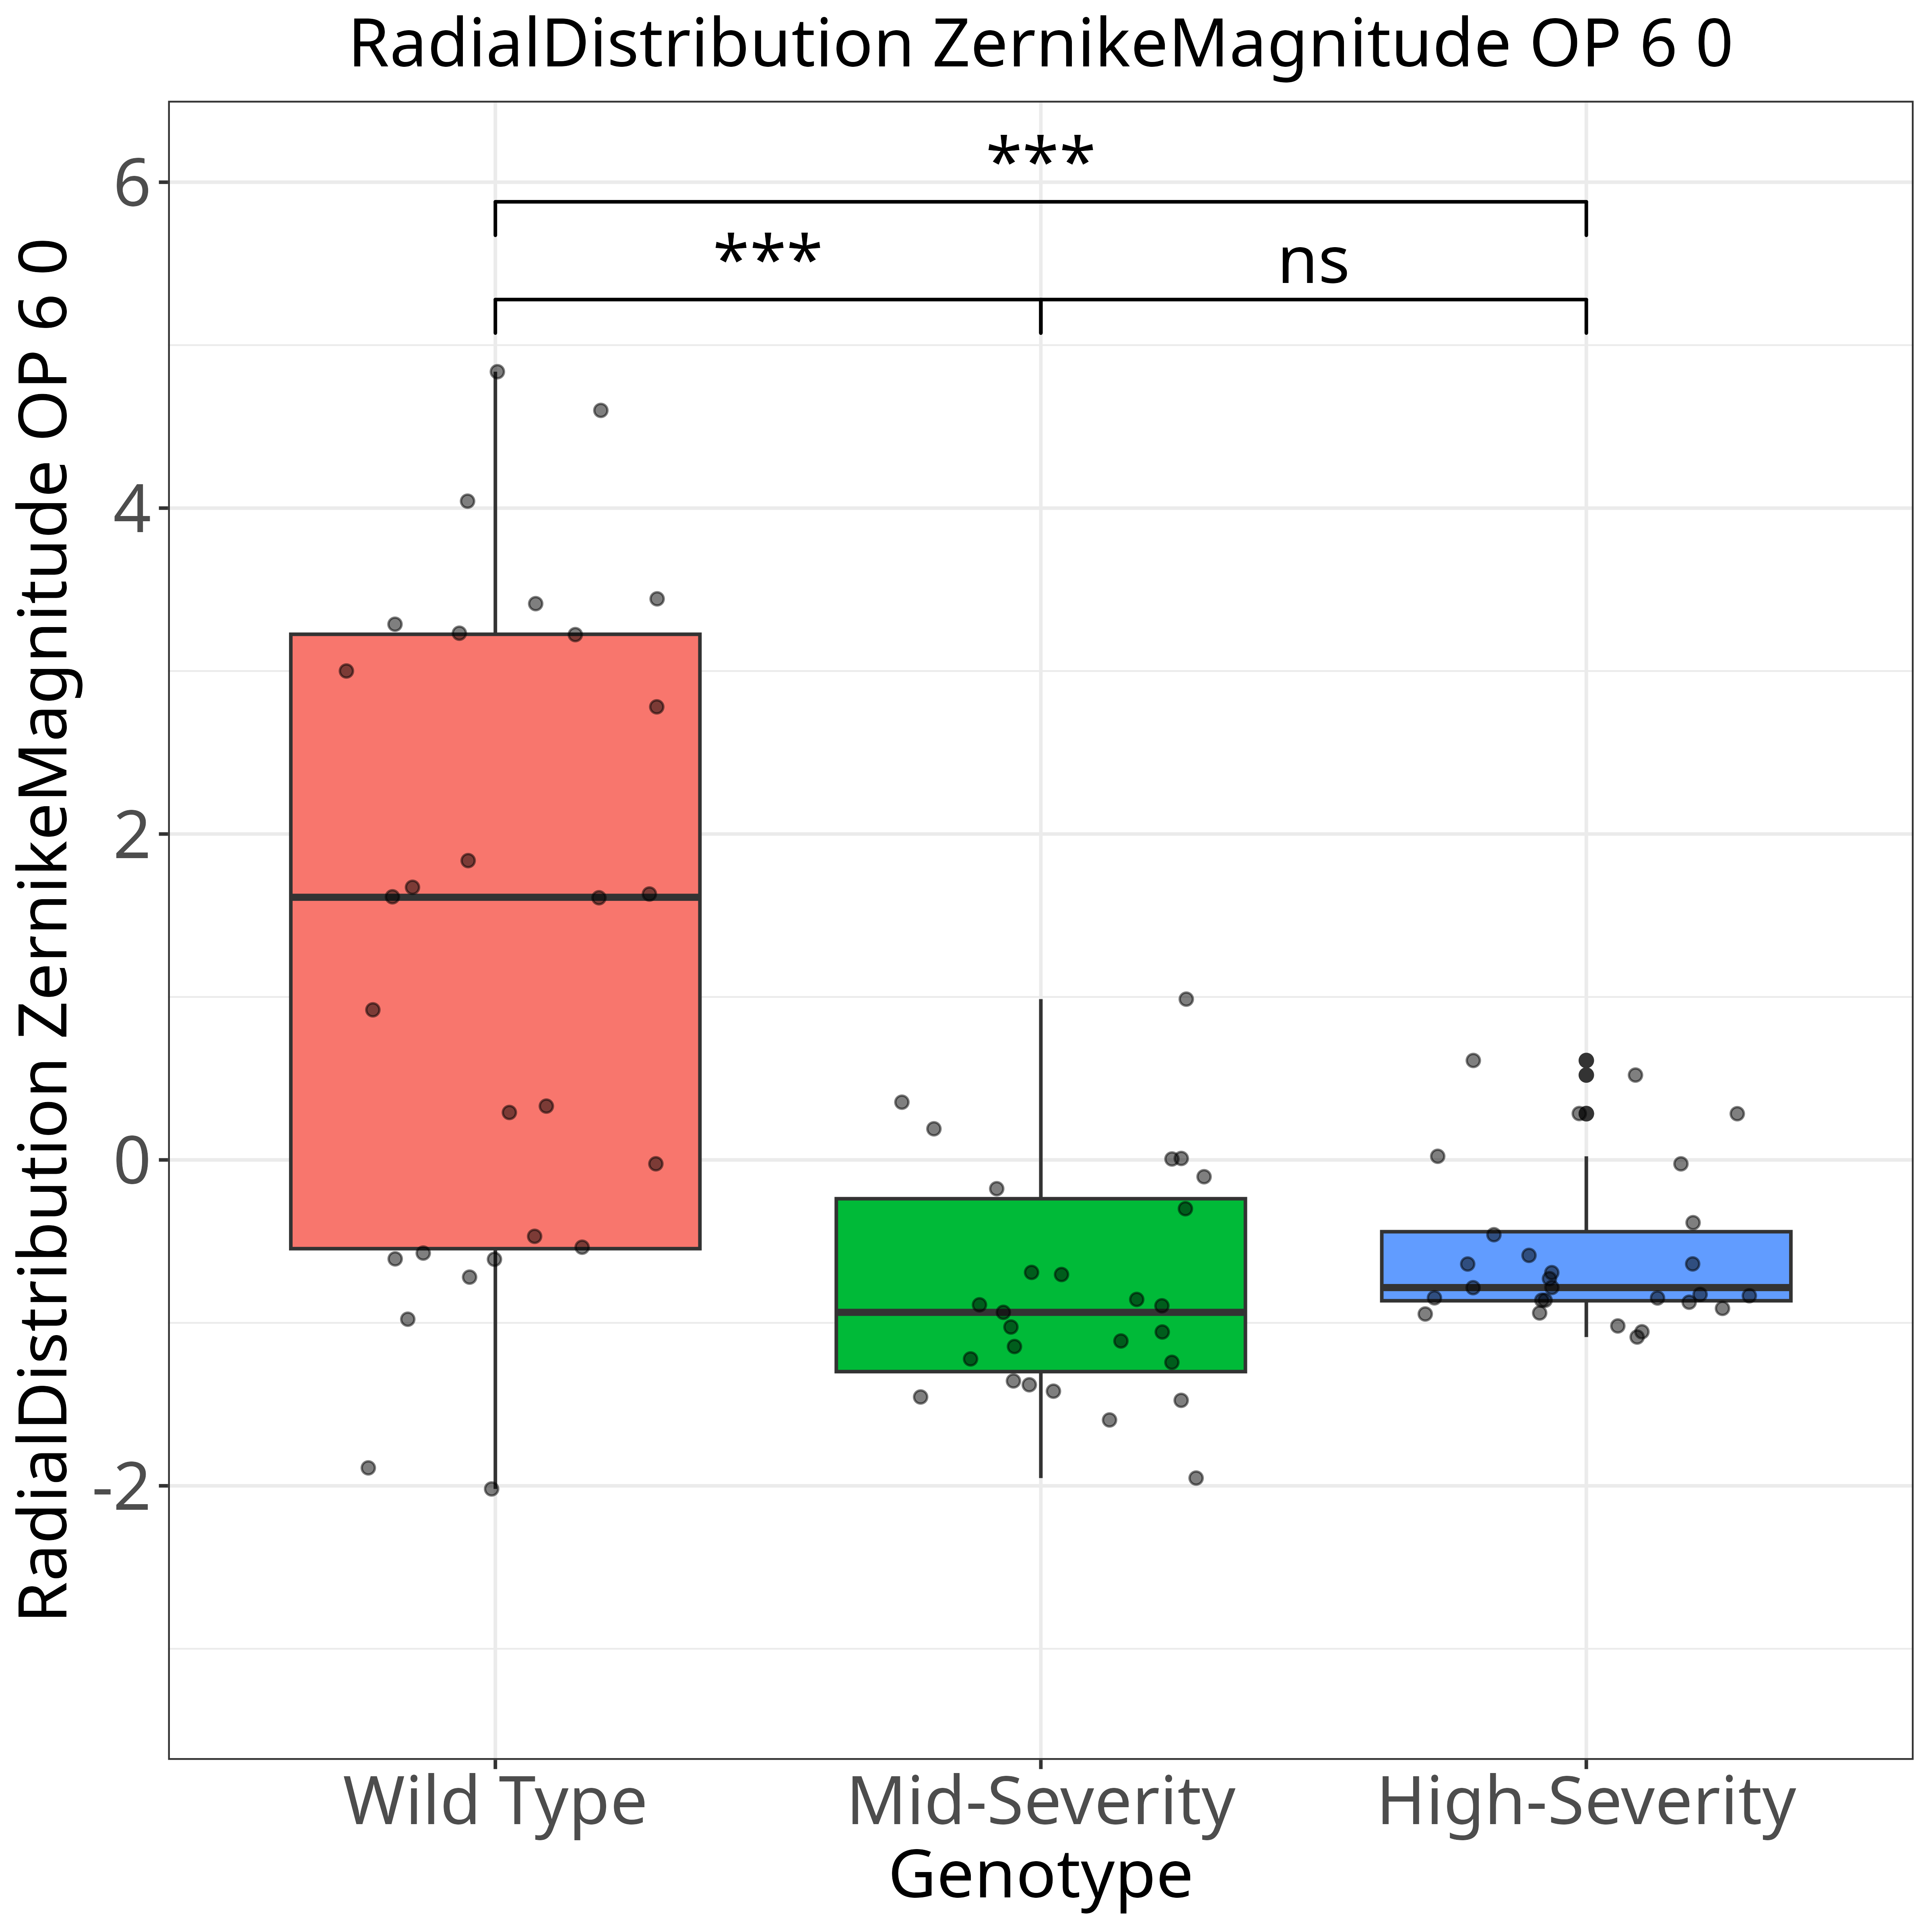 RadialDistribution ZernikeMagnitude OP 6 0
RadialDistribution ZernikeMagnitude OP 6 0
6
4
2
0
-2
***
***
ns
Wild Type
Mid-Severity
High-Severity
Genotype